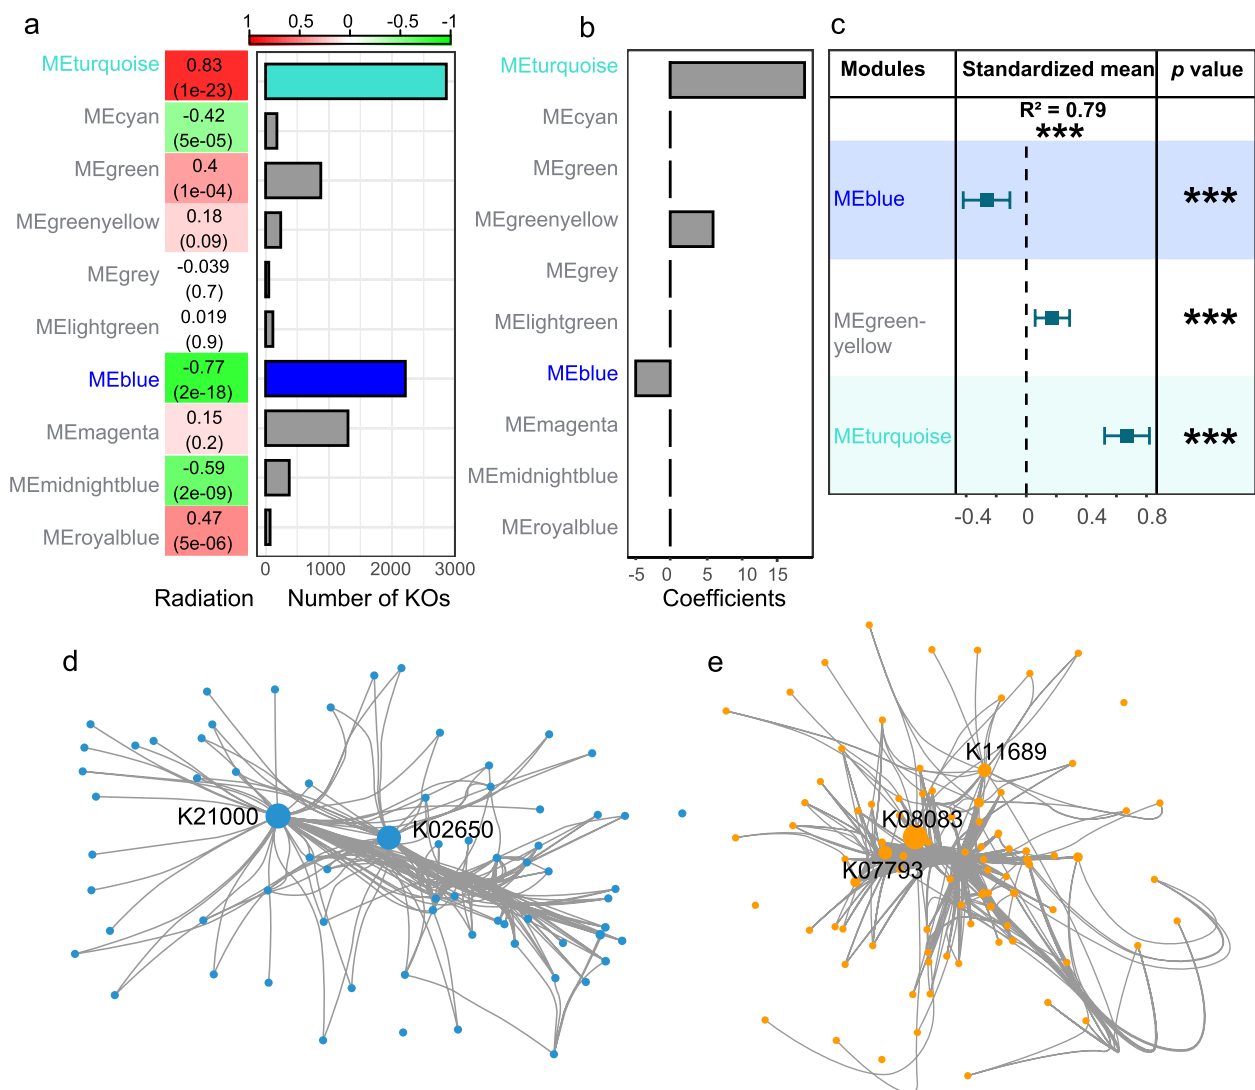 a
1 0.5 0 -0.5 -1
MEturquoise 0.83
(1e-23)
MEcyan -0.42
(5e-05)
MEgreen 0.4
(1e-04)
MEgreenyellow 0.18
(0.09)
MEgrey -0.039
(0.7)
MElightgreen 0.019
(0.9)
MEblue -0.77
(2e-18)
MEmagenta 0.15
(0.2)
MEmidnightblue -0.59
(2e-09)
MEroyalblue 0.47
(5e-06)
0 1000 2000 3000
Radiation Number of KOs
b
MEturquoise
MEcyan
MEgreen
MEgreenyellow
MEgrey
MElightgreen
MEblue
MEmagenta
MEmidnightblue
MEroyalblue
-5 0 5 10 15
Coefficients
c
Modules Standardized mean p value
R² = 0.79
***
MEblue ***
MEgreen-
yellow ***
MEturquoise ***
-0.4 0 0.4 0.8
d
K21000
K02650
e
K11689
K08083
K07793